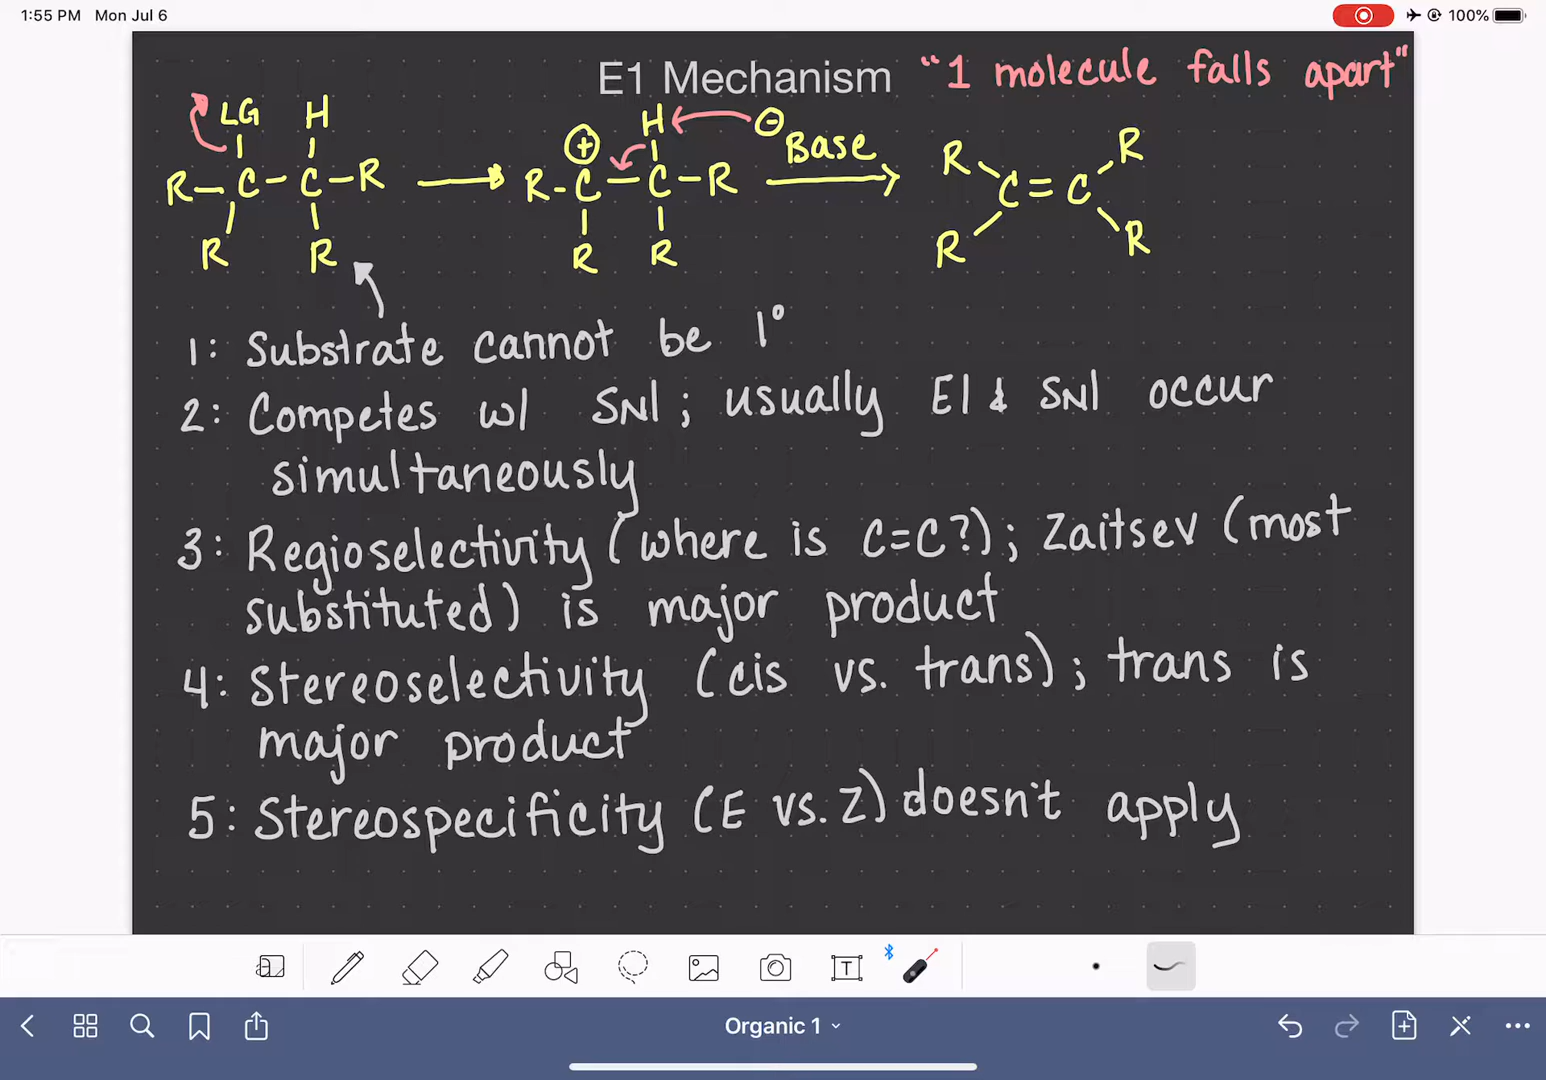 1:55 PM Mon Jul 6
100%
E1 Mechanism "1 molecule falls apart"
LG H
R-C-C-R
R R
⊕ H ⊖
R-C-C-R Base
R R
R R
C=C
R R
1: Substrate cannot be 1°
2: Competes w/ SN1; usually E1 & SN1 occur
simultaneously
3: Regioselectivity (where is C=C?); Zaitsev (most
substituted) is major product
4: Stereoselectivity (cis vs. trans); trans is
major product
5: Stereospecificity (E vs. Z) doesn't apply
T
Organic 1